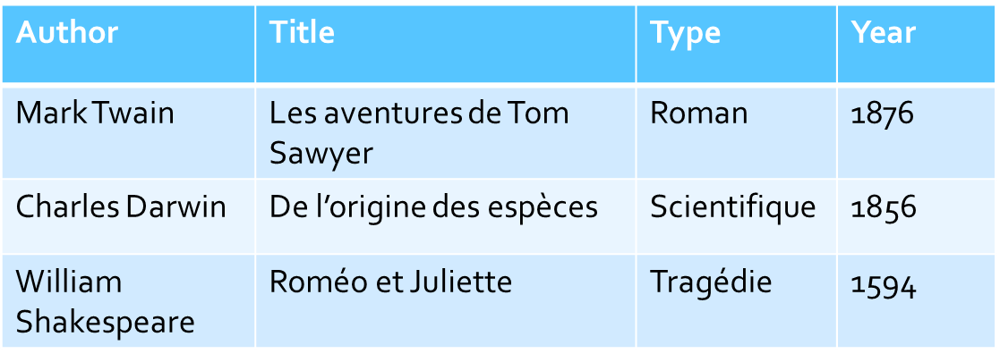 Author Title Type Year
Mark Twain Les aventures de Tom Roman 1876
Sawyer
Charles Darwin De l’origine des espèces Scientifique 1856
William Roméo et Juliette Tragédie 1594
Shakespeare